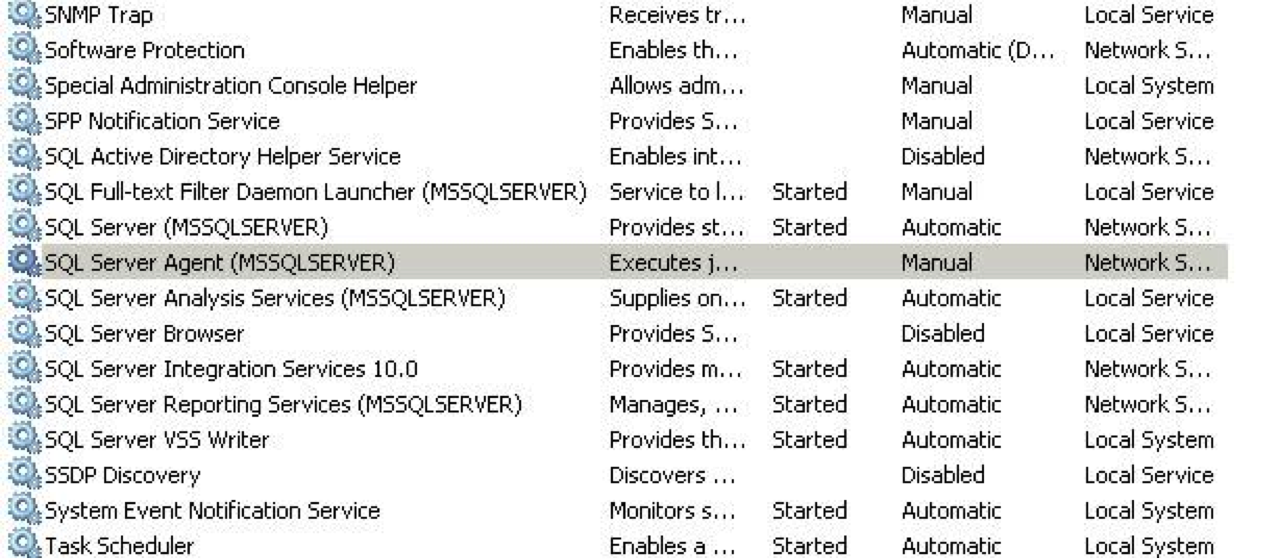 SNMP Trap Receives tr... Manual Local Service
Software Protection Enables th... Automatic (D... Network S...
Special Administration Console Helper Allows adm... Manual Local System
SPP Notification Service Provides S... Manual Local Service
SQL Active Directory Helper Service Enables int... Disabled Network S...
SQL Full-text Filter Daemon Launcher (MSSQLSERVER) Service to l... Started Manual Local Service
SQL Server (MSSQLSERVER) Provides st... Started Automatic Network S...
SQL Server Agent (MSSQLSERVER) Executes j... Manual Network S...
SQL Server Analysis Services (MSSQLSERVER) Supplies on... Started Automatic Local Service
SQL Server Browser Provides S... Disabled Local Service
SQL Server Integration Services 10.0 Provides m... Started Automatic Network S...
SQL Server Reporting Services (MSSQLSERVER) Manages, ... Started Automatic Network S...
SQL Server VSS Writer Provides th... Started Automatic Local System
SSDP Discovery Discovers ... Disabled Local Service
System Event Notification Service Monitors s... Started Automatic Local System
Task Scheduler Enables a ... Started Automatic Local System